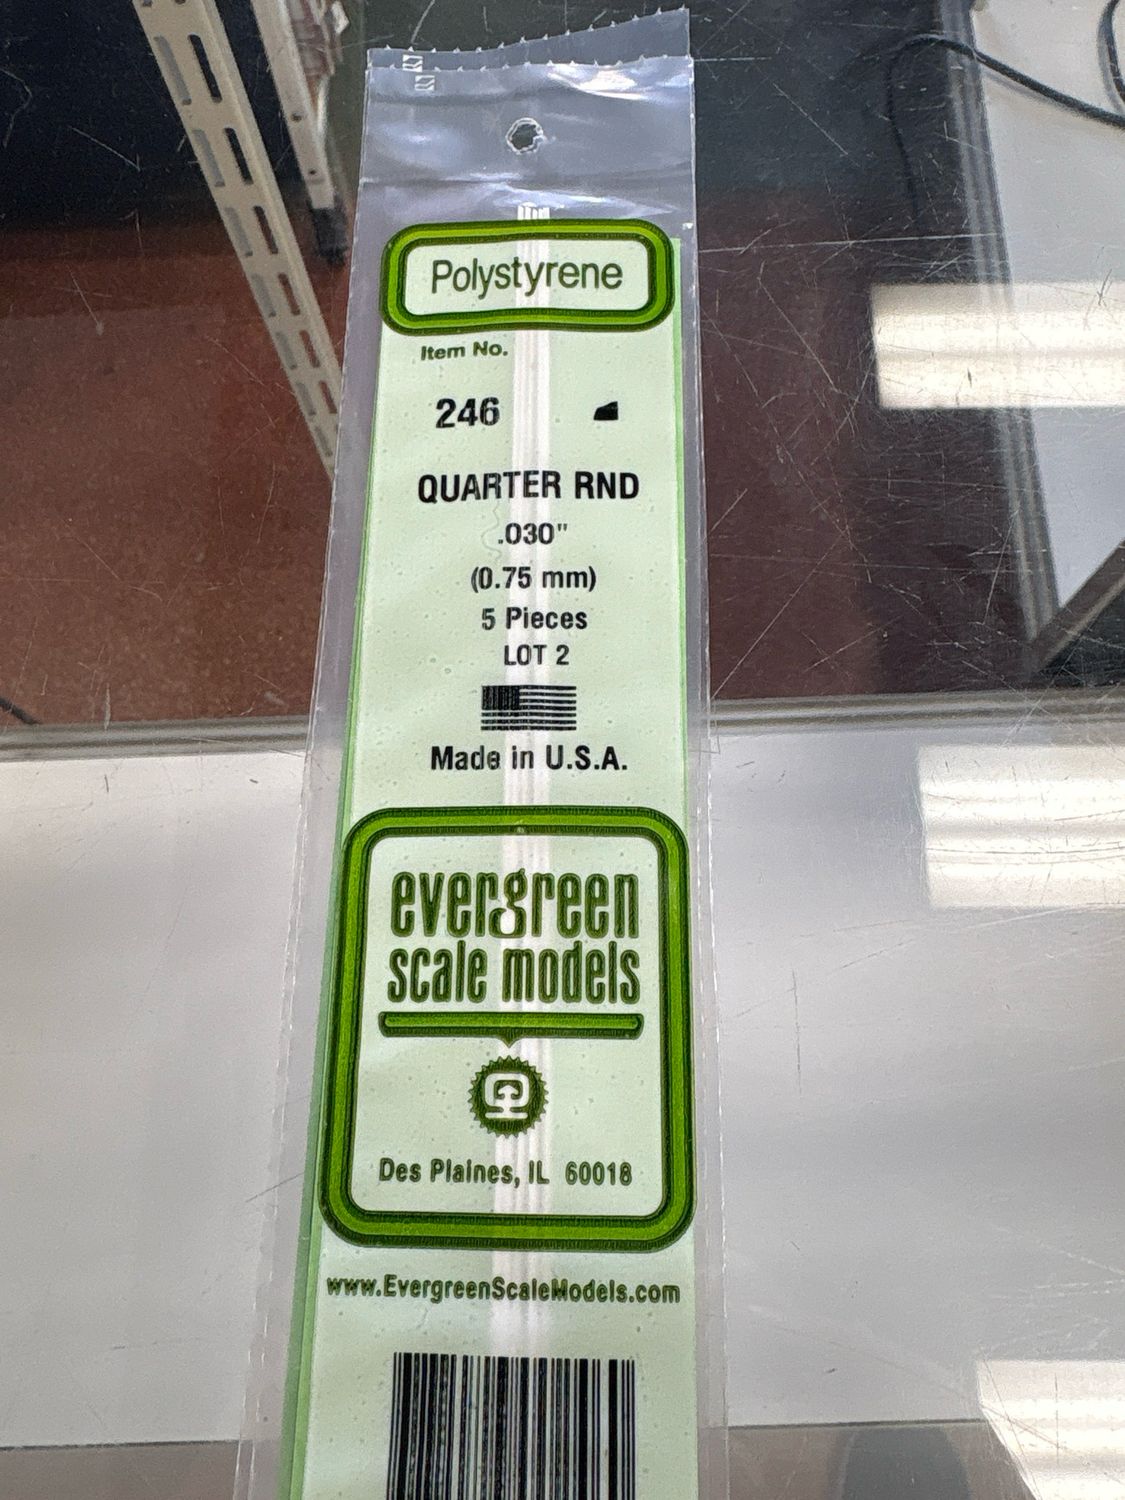 Polystyrene
Item No.
246
QUARTER RND
.030"
(0.75 mm)
5 Pieces
LOT 2
Made in U.S.A.
evergreen
scale models
Des Plaines, IL 60018
www.EvergreenScaleModels.com